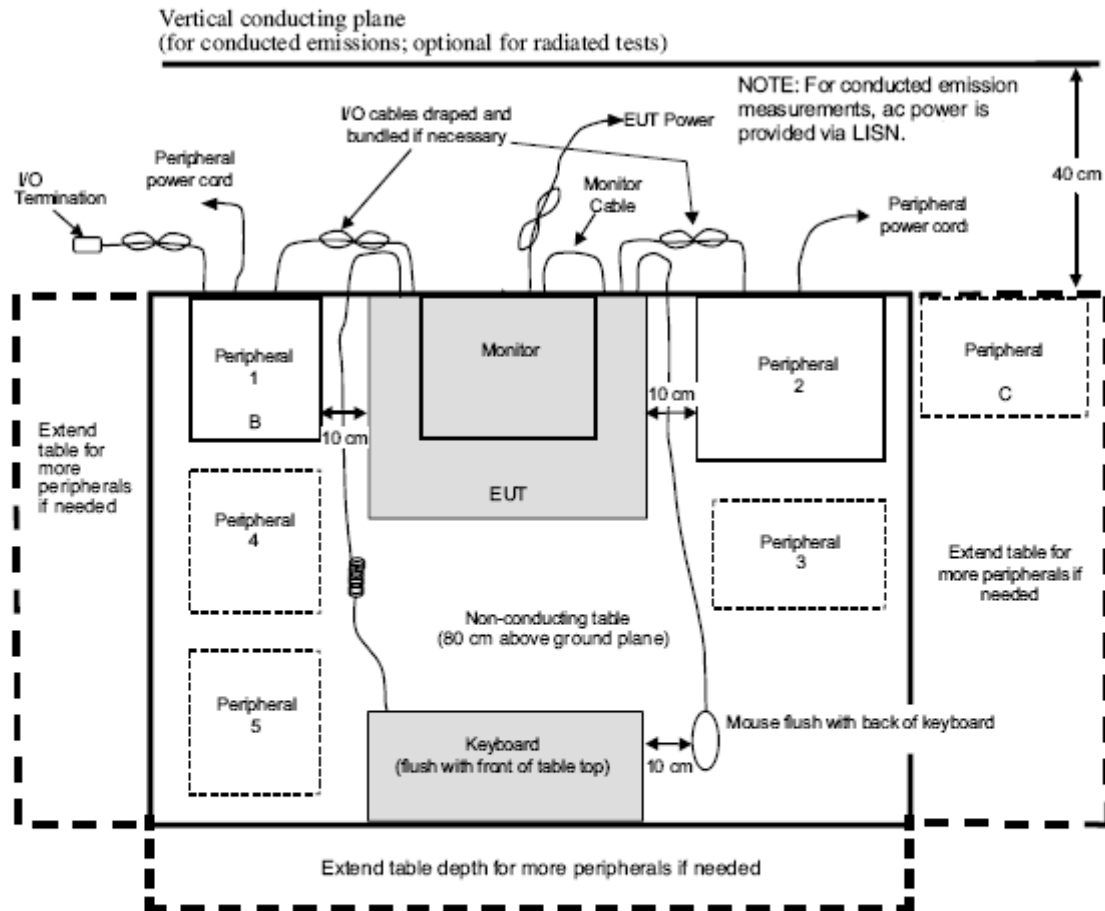 Vertical conducting plane
(for conducted emissions; optional for radiated tests)
NOTE: For conducted emission
measurements, ac power is
provided via LISN.
I/O cables draped and
bundled if necessary
EUT Power
40 cm
Peripheral
power cord
I/O
Termination
Monitor
Cable
Peripheral
power cord
Peripheral
1
B
Monitor
Peripheral
2
Peripheral
C
10 cm
10 cm
Extend
table for
more
peripherals
if needed
EUT
Peripheral
4
Peripheral
3
Extend table for
more peripherals if
needed
Non-conducting table
(80 cm above ground plane)
Peripheral
5
Keyboard
(flush with front of table top)
10 cm
Mouse flush with back of keyboard
Extend table depth for more peripherals if needed